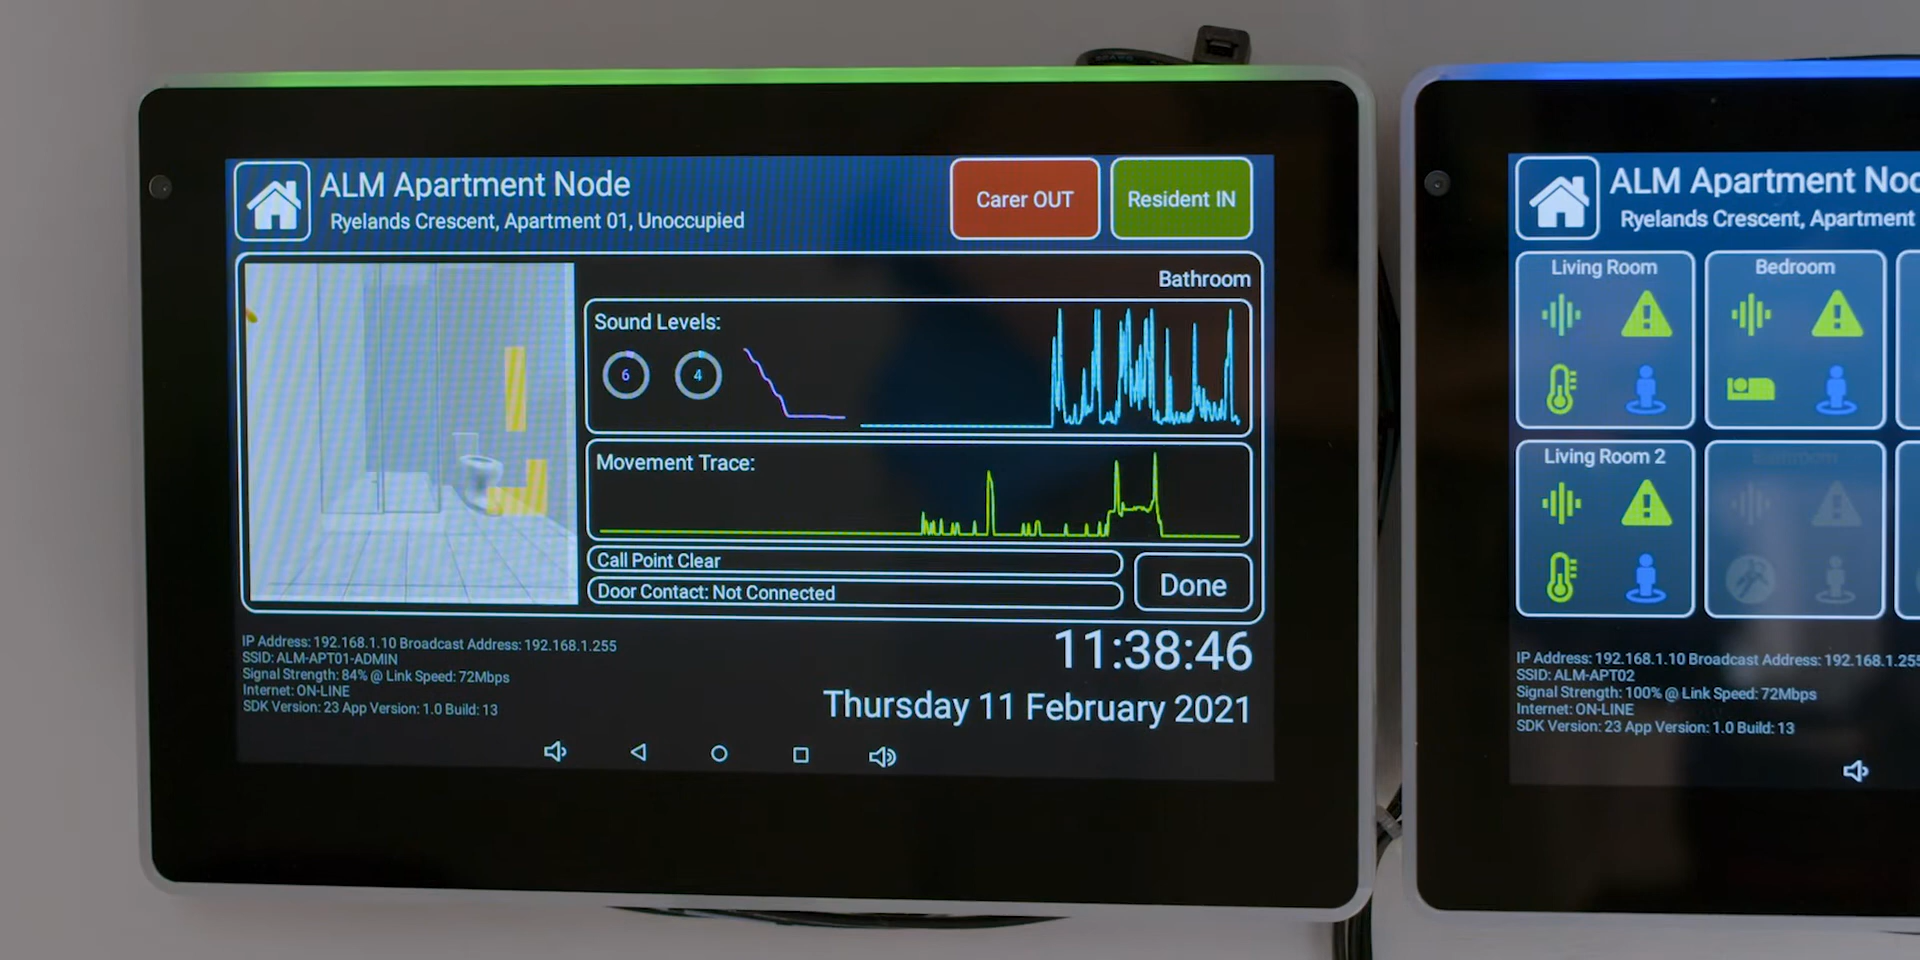 ALM Apartment Node
Ryelands Crescent, Apartment 01, Unoccupied
Carer OUT
Resident IN
Bathroom
Sound Levels:
6
4
Movement Trace:
Call Point Clear
Door Contact: Not Connected
Done
IP Address: 192.168.1.10 Broadcast Address: 192.168.1.255
SSID: ALM-APT01-ADMIN
Signal Strength: 84% @ Link Speed: 72Mbps
Internet: ON-LINE
SDK Version: 23 App Version: 1.0 Build: 13
11:38:46
Thursday 11 February 2021
ALM Apartment Noc
Ryelands Crescent, Apartment
Living Room
Bedroom
Living Room 2
Bathroom
IP Address: 192.168.1.10 Broadcast Address: 192.168.1.255
SSID: ALM-APT02
Signal Strength: 100% @ Link Speed: 72Mbps
Internet: ON-LINE
SDK Version: 23 App Version: 1.0 Build: 13